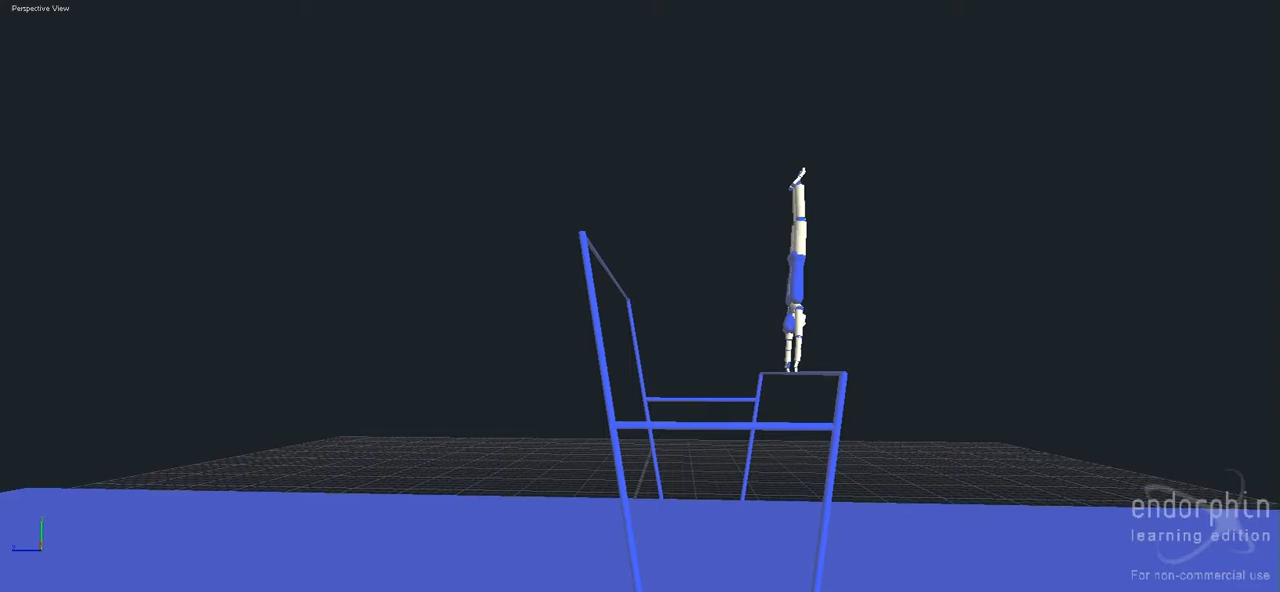 Perspective View
endorphin
learning edition
For non-commercial use